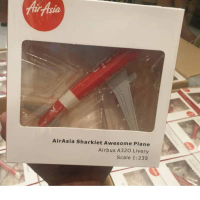 AirAsia
AirAsia Sharklet Awesome Plane
Airbus A320 Livery
Scale 1:235